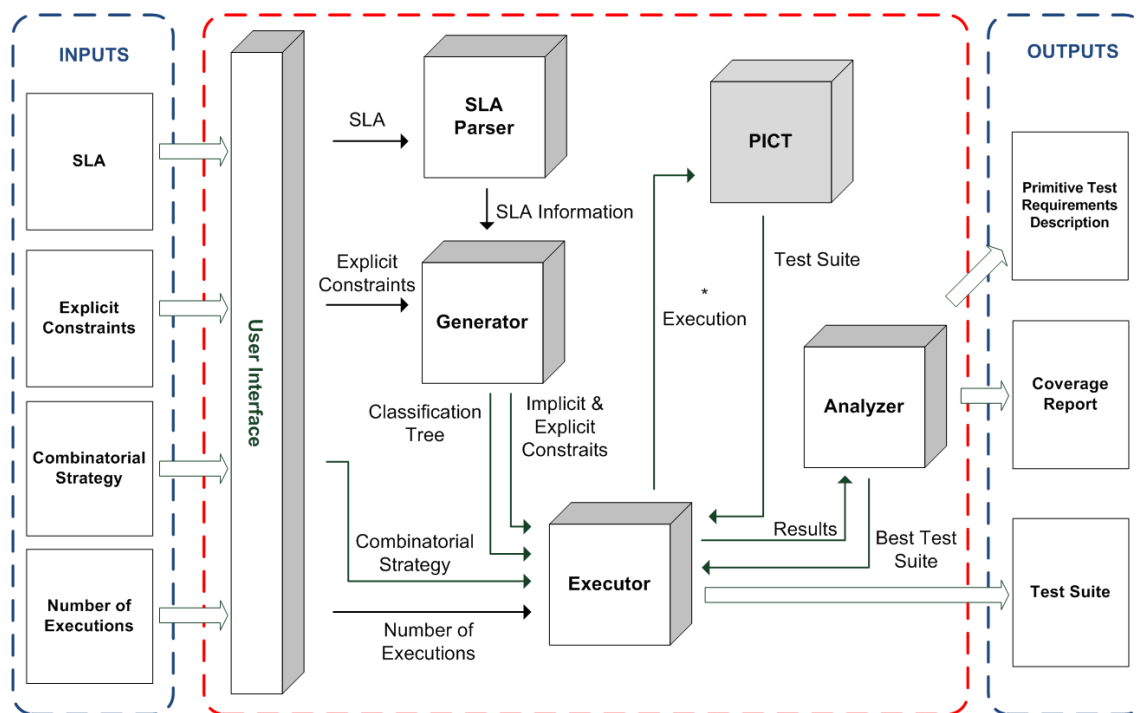 INPUTS
SLA
Explicit
Constraints
Combinatorial
Strategy
Number of
Executions
User Interface
SLA
SLA
Parser
SLA Information
Explicit
Constraints
Generator
Classification
Tree
Implicit &
Explicit
Constraits
Combinatorial
Strategy
Number of
Executions
Executor
PICT
*
Execution
Test Suite
Results
Analyzer
Best Test
Suite
OUTPUTS
Primitive Test
Requirements
Description
Coverage
Report
Test Suite